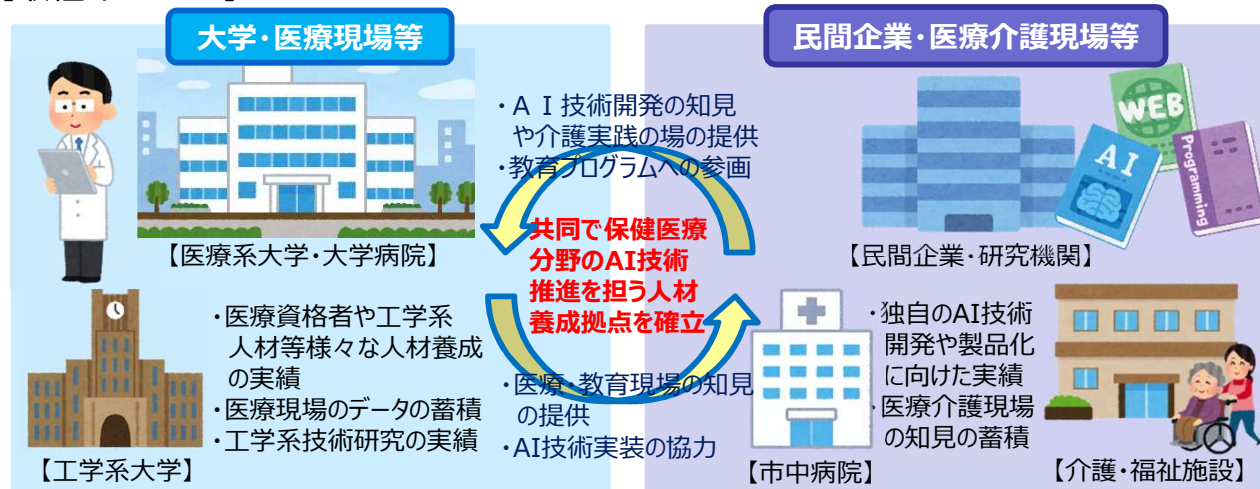 大学・医療現場等
民間企業・医療介護現場等
・ＡＩ技術開発の知見
や介護実践の場の提供
・教育プログラムへの参画
WEB
AI
Programming
【医療系大学・大学病院】
共同で保健医療
分野のAI技術
推進を担う人材
養成拠点を確立
【民間企業・研究機関】
・医療資格者や工学系
人材等様々な人材養成
の実績
・医療現場のデータの蓄積
・工学系技術研究の実績
【工学系大学】
・医療・教育現場の知見
の提供
・AI技術実装の協力
・独自のAI技術
開発や製品化
に向けた実績
・医療介護現場
の知見の蓄積
【市中病院】
【介護・福祉施設】